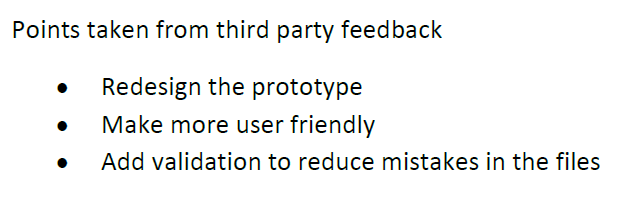 Points taken from third party feedback
• Redesign the prototype
• Make more user friendly
• Add validation to reduce mistakes in the files